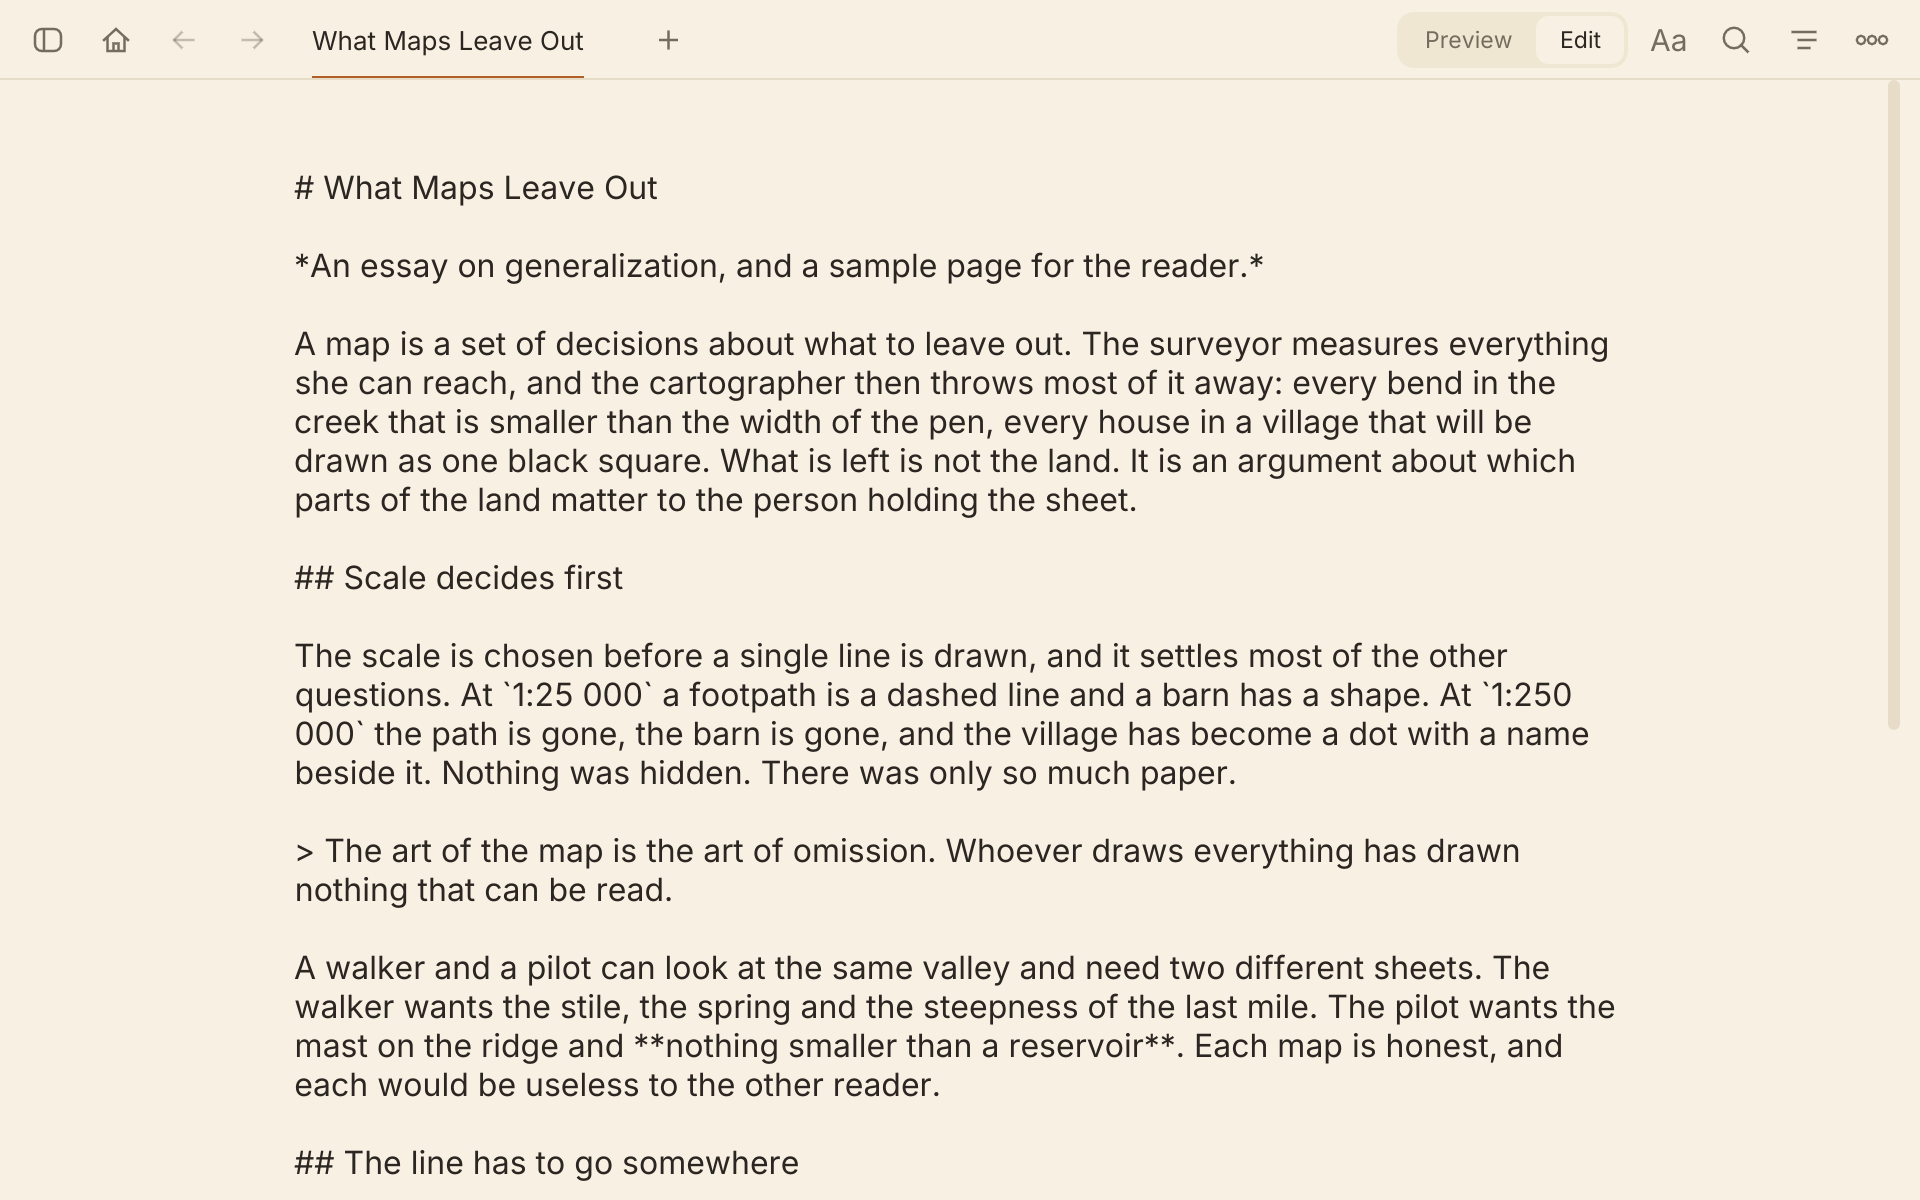 What Maps Leave Out
Preview Edit Aa
# What Maps Leave Out
*An essay on generalization, and a sample page for the reader.*
A map is a set of decisions about what to leave out. The surveyor measures everything
she can reach, and the cartographer then throws most of it away: every bend in the
creek that is smaller than the width of the pen, every house in a village that will be
drawn as one black square. What is left is not the land. It is an argument about which
parts of the land matter to the person holding the sheet.
## Scale decides first
The scale is chosen before a single line is drawn, and it settles most of the other
questions. At `1:25 000` a footpath is a dashed line and a barn has a shape. At `1:250
000` the path is gone, the barn is gone, and the village has become a dot with a name
beside it. Nothing was hidden. There was only so much paper.
> The art of the map is the art of omission. Whoever draws everything has drawn
nothing that can be read.
A walker and a pilot can look at the same valley and need two different sheets. The
walker wants the stile, the spring and the steepness of the last mile. The pilot wants the
mast on the ridge and **nothing smaller than a reservoir**. Each map is honest, and
each would be useless to the other reader.
## The line has to go somewhere